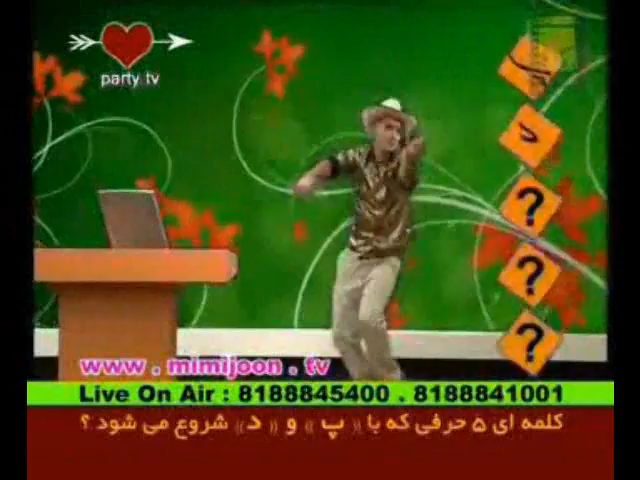 party tv
د
?
?
?
www . mimijoon . tv
Live On Air : 8188845400 . 8188841001
کلمه ای ۵ حرفی که با « پ » و « د » شروع می شود ؟